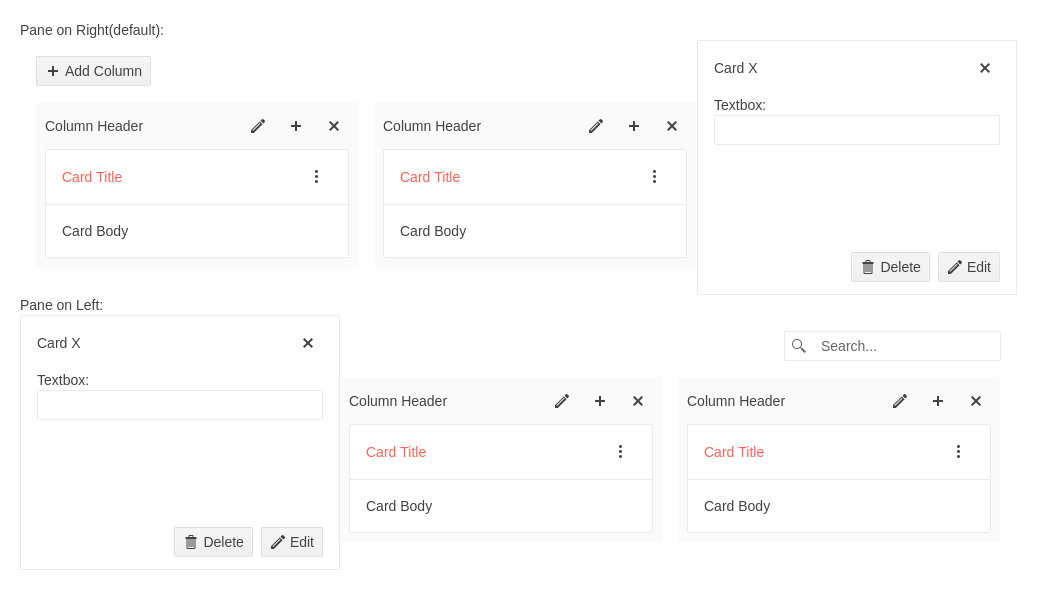 Pane on Right(default):
Add Column
Column Header
Card Title
Card Body
Column Header
Card Title
Card Body
Card X
Textbox:
Delete Edit
Pane on Left:
Card X
Textbox:
Delete Edit
Search...
Column Header
Card Title
Card Body
Column Header
Card Title
Card Body